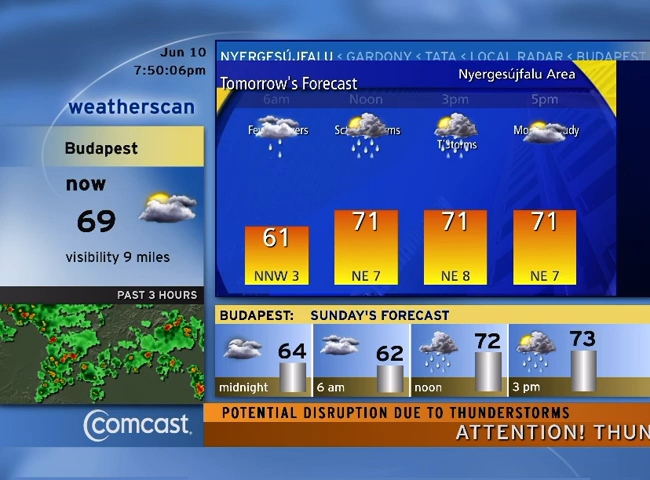 Jun 10
7:50:06pm
weatherscan
Budapest
now
69
visibility 9 miles
PAST 3 HOURS
comcast.
NYERGESÚJFALU < GARDONY < TATA < LOCAL RADAR < BUDAPEST
Tomorrow's Forecast
Nyergesújfalu Area
6am Noon 3pm 5pm
T'Storms
61 71 71 71
NNW 3 NE 7 NE 8 NE 7
BUDAPEST: SUNDAY'S FORECAST
64 62 72 73
midnight 6 am noon 3 pm
POTENTIAL DISRUPTION DUE TO THUNDERSTORMS
ATTENTION! THUN